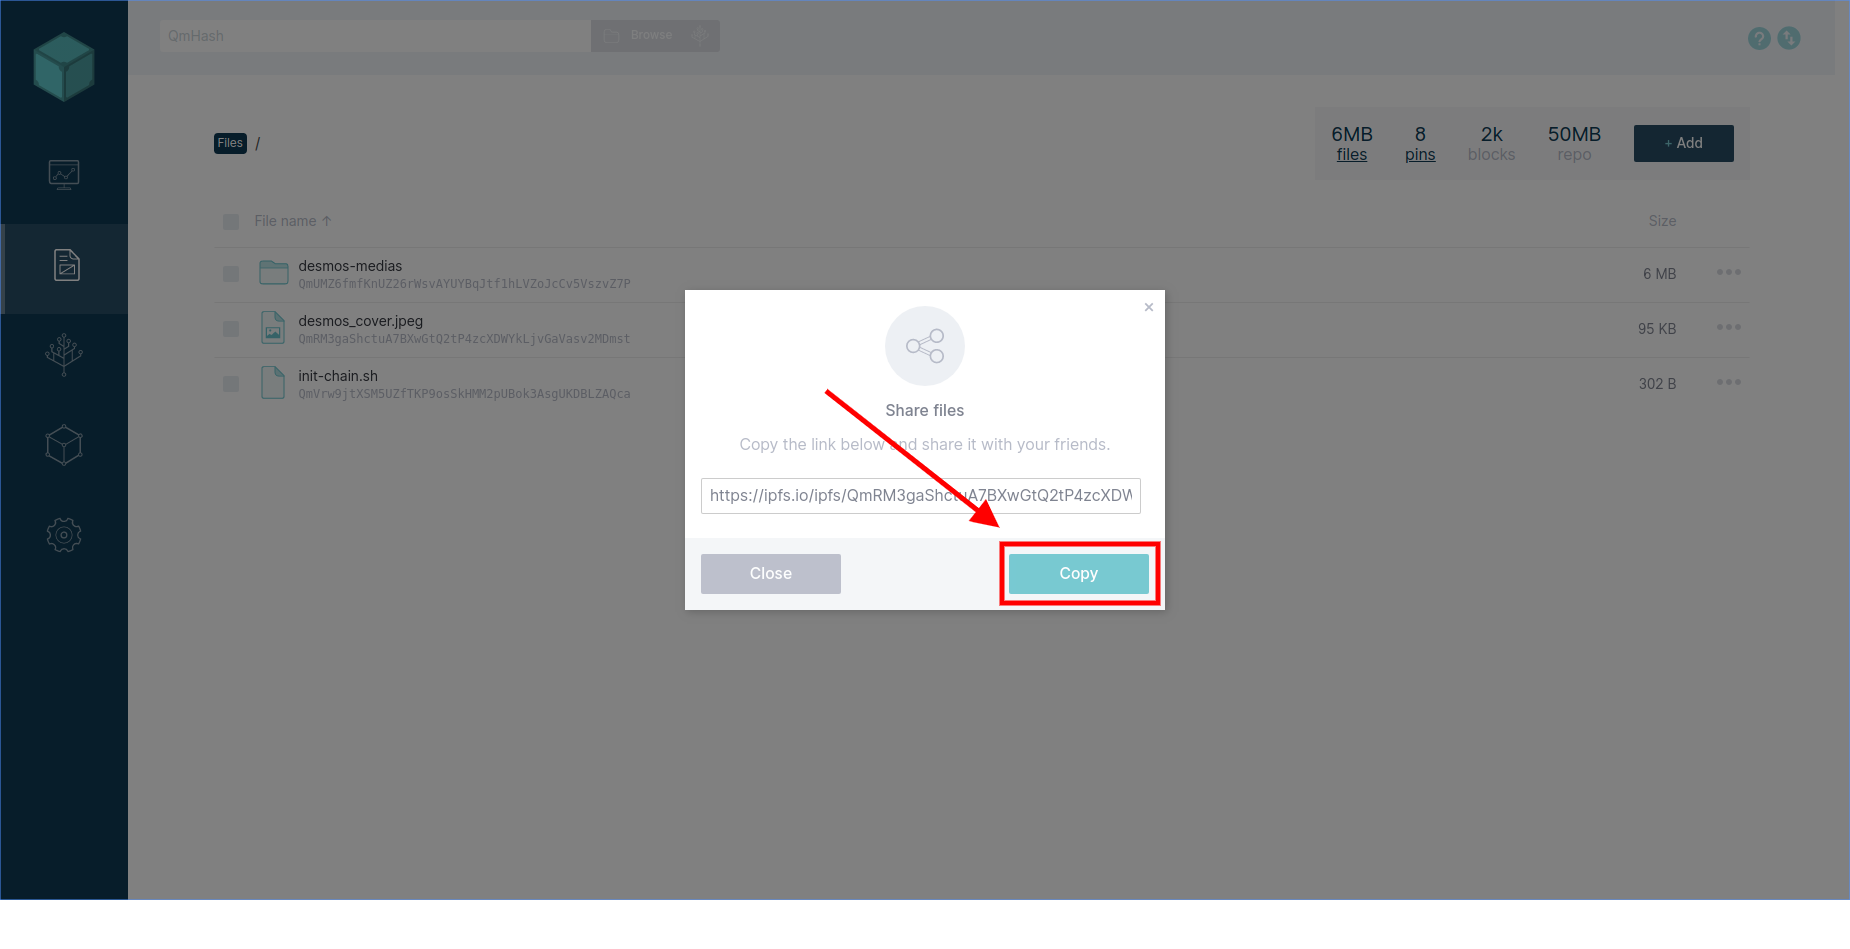 QmHash
Browse
?
Files /
6MB
files
8
pins
2k
blocks
50MB
repo
+ Add
File name ↑
Size
desmos-medias
QmUMZ6fmfKnUZ26rWsvAYUYBqJtf1hLVZoJcCv5VszvZ7P
6 MB
desmos_cover.jpeg
QmRM3gaShctuA7BXwGtQ2tP4zcXDWYkLjvGaVasv2MDmst
95 KB
init-chain.sh
QmVrw9jtXSM5UZfTKP9osSkHMM2pUBok3AsgUKDBLZAQca
302 B
×
Share files
Copy the link below and share it with your friends.
https://ipfs.io/ipfs/QmRM3gaShctuA7BXwGtQ2tP4zcXDW
Close
Copy